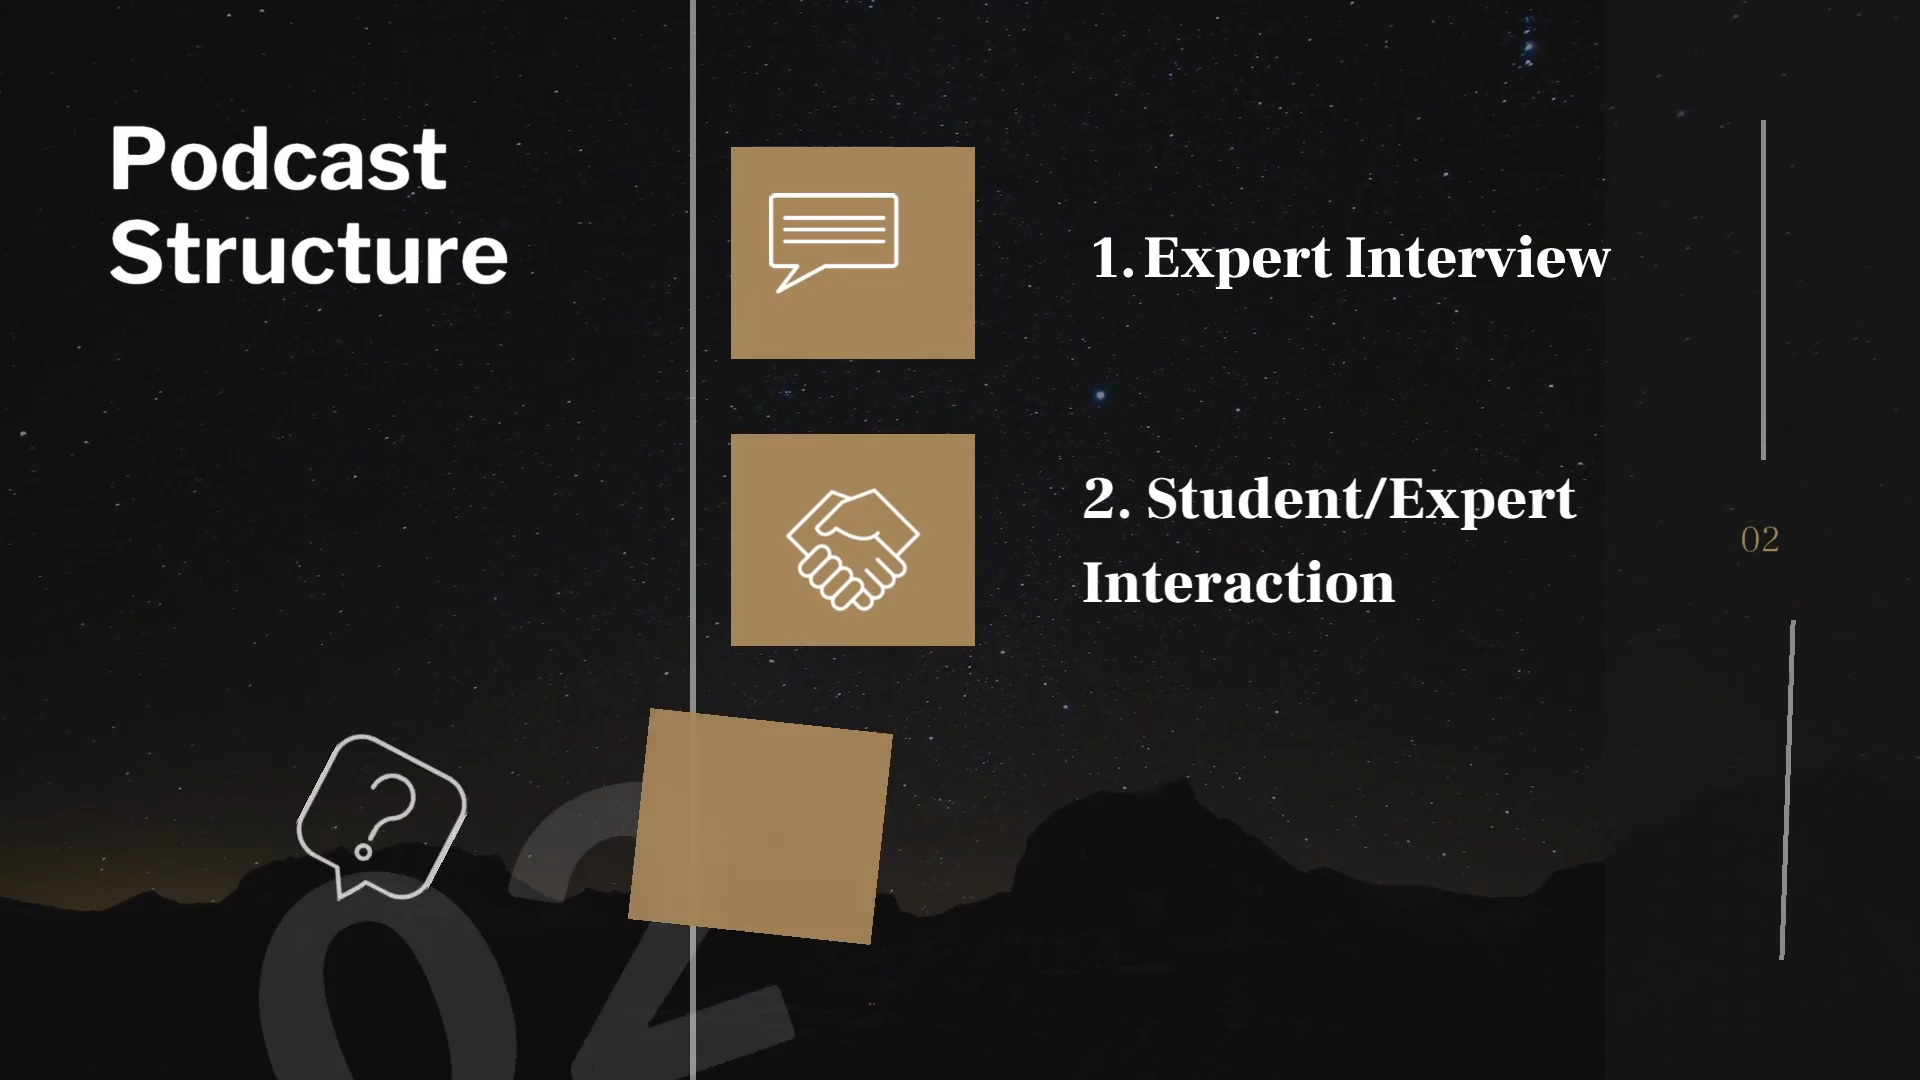 Podcast
Structure
1. Expert Interview
2. Student/Expert
Interaction
02
?
02